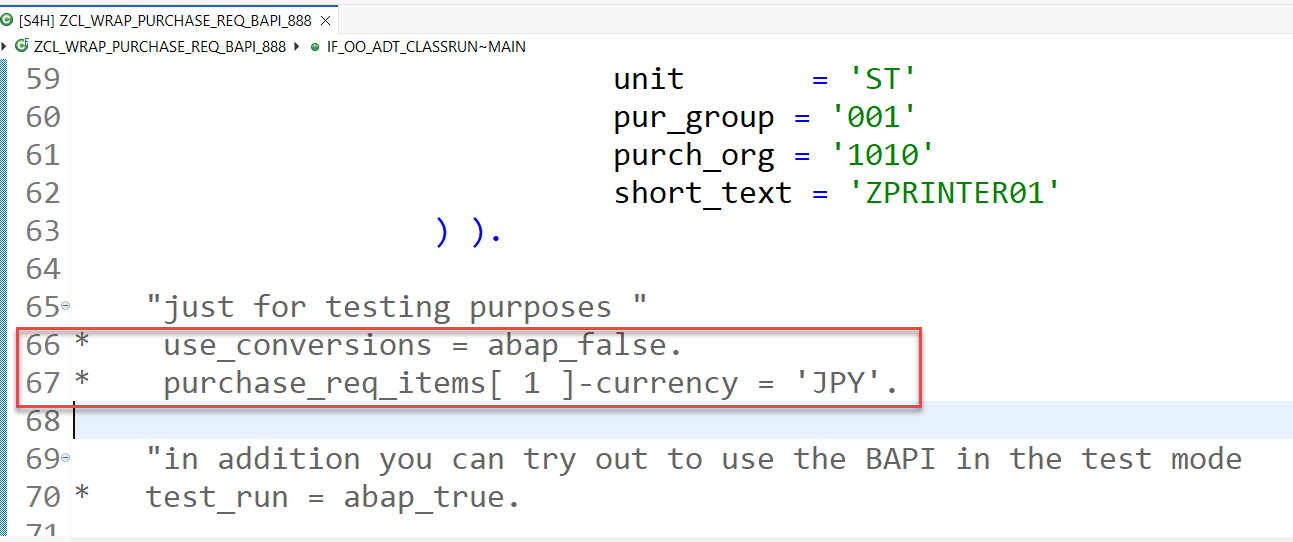 [S4H] ZCL_WRAP_PURCHASE_REQ_BAPI_888
ZCL_WRAP_PURCHASE_REQ_BAPI_888 IF_OO_ADT_CLASSRUN~MAIN
59 unit = 'ST'
60 pur_group = '001'
61 purch_org = '1010'
62 short_text = 'ZPRINTER01'
63 ) ).
64
65 "just for testing purposes "
66 * use_conversions = abap_false.
67 * purchase_req_items[ 1 ]-currency = 'JPY'.
68
69 "in addition you can try out to use the BAPI in the test mode
70 * test_run = abap_true.
71